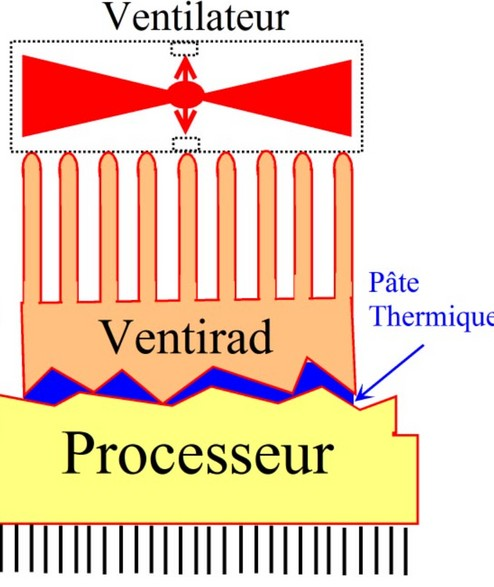 Ventilateur
Pâte
Thermique
Ventirad
Processeur